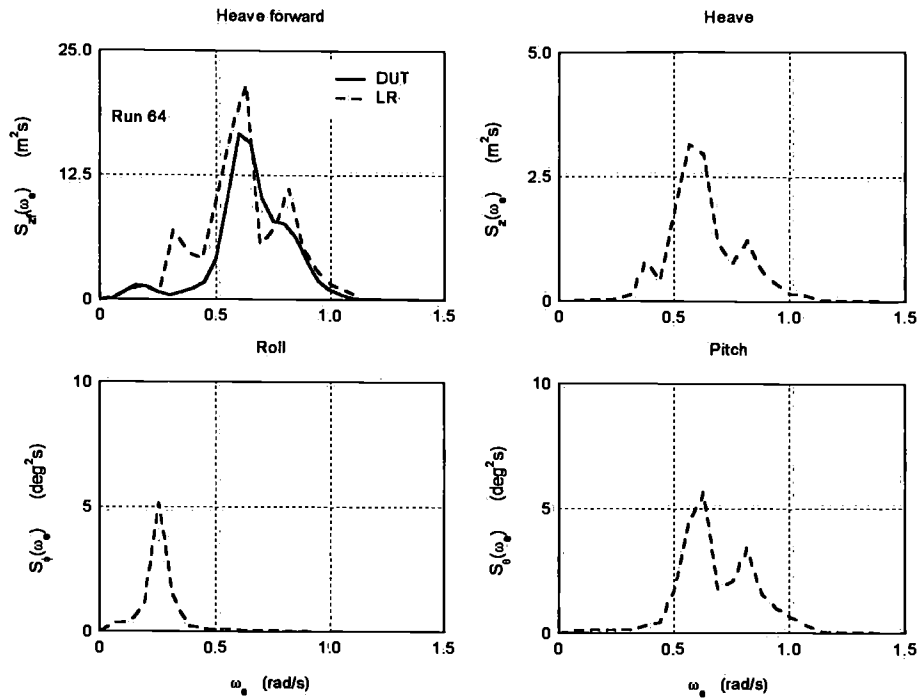 Heave forward
Heave
25.0
12.5
0
S_zf(ω_e) (m²s)
Run 64
DUT
LR
0 0.5 1.0 1.5
5.0
2.5
0
S_z(ω_e) (m²s)
0 0.5 1.0 1.5
Roll
Pitch
10
5
0
S_ϕ(ω_e) (deg²s)
0 0.5 1.0 1.5
ω_e (rad/s)
10
5
0
S_θ(ω_e) (deg²s)
0 0.5 1.0 1.5
ω_e (rad/s)